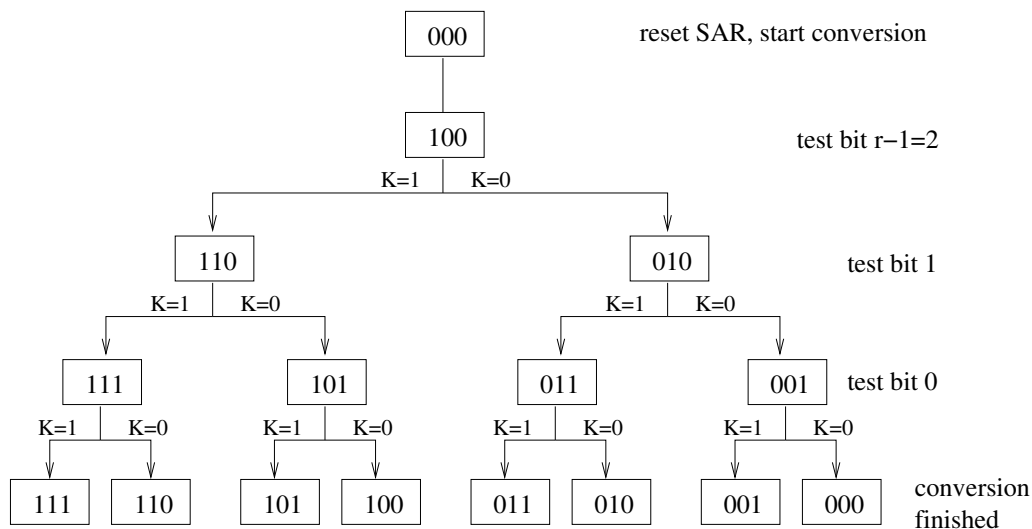 000 reset SAR, start conversion
100 test bit r−1=2
K=1 K=0
110 010 test bit 1
K=1 K=0 K=1 K=0
111 101 011 001 test bit 0
K=1 K=0 K=1 K=0 K=1 K=0 K=1 K=0
111 110 101 100 011 010 001 000 conversion
finished